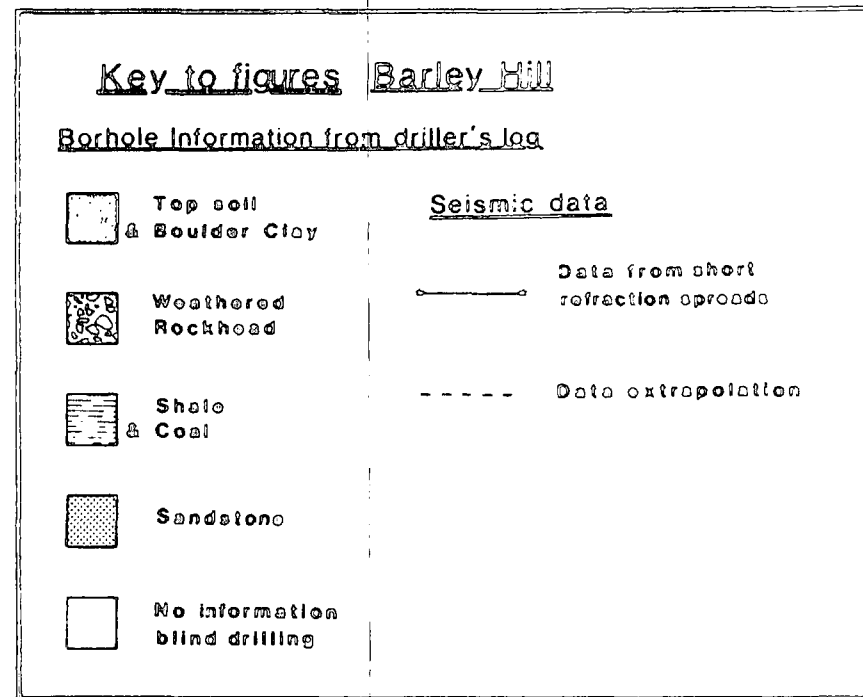 Key to figures Barley Hill
Borhole Information from driller's log
Top soil
& Boulder Clay
Weathered
Rockhead
Shale
& Coal
Sandstone
No information
blind drilling
Seismic data
Data from short
refraction spreads
Data extrapolation